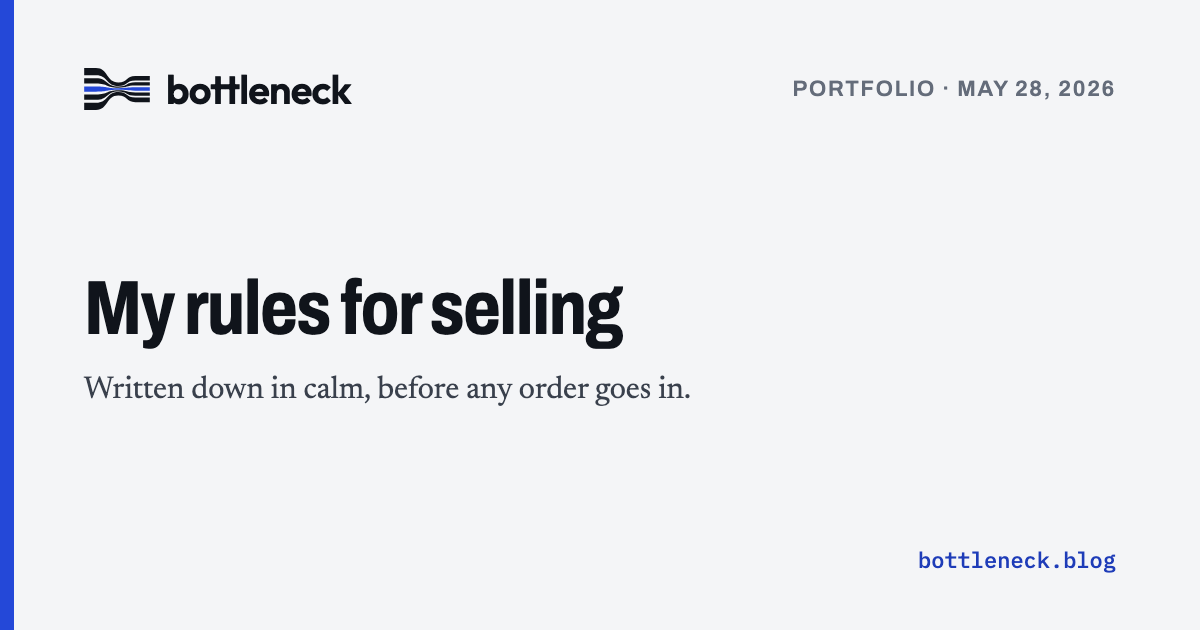 bottleneck
PORTFOLIO · MAY 28, 2026
My rules for selling
Written down in calm, before any order goes in.
bottleneck.blog